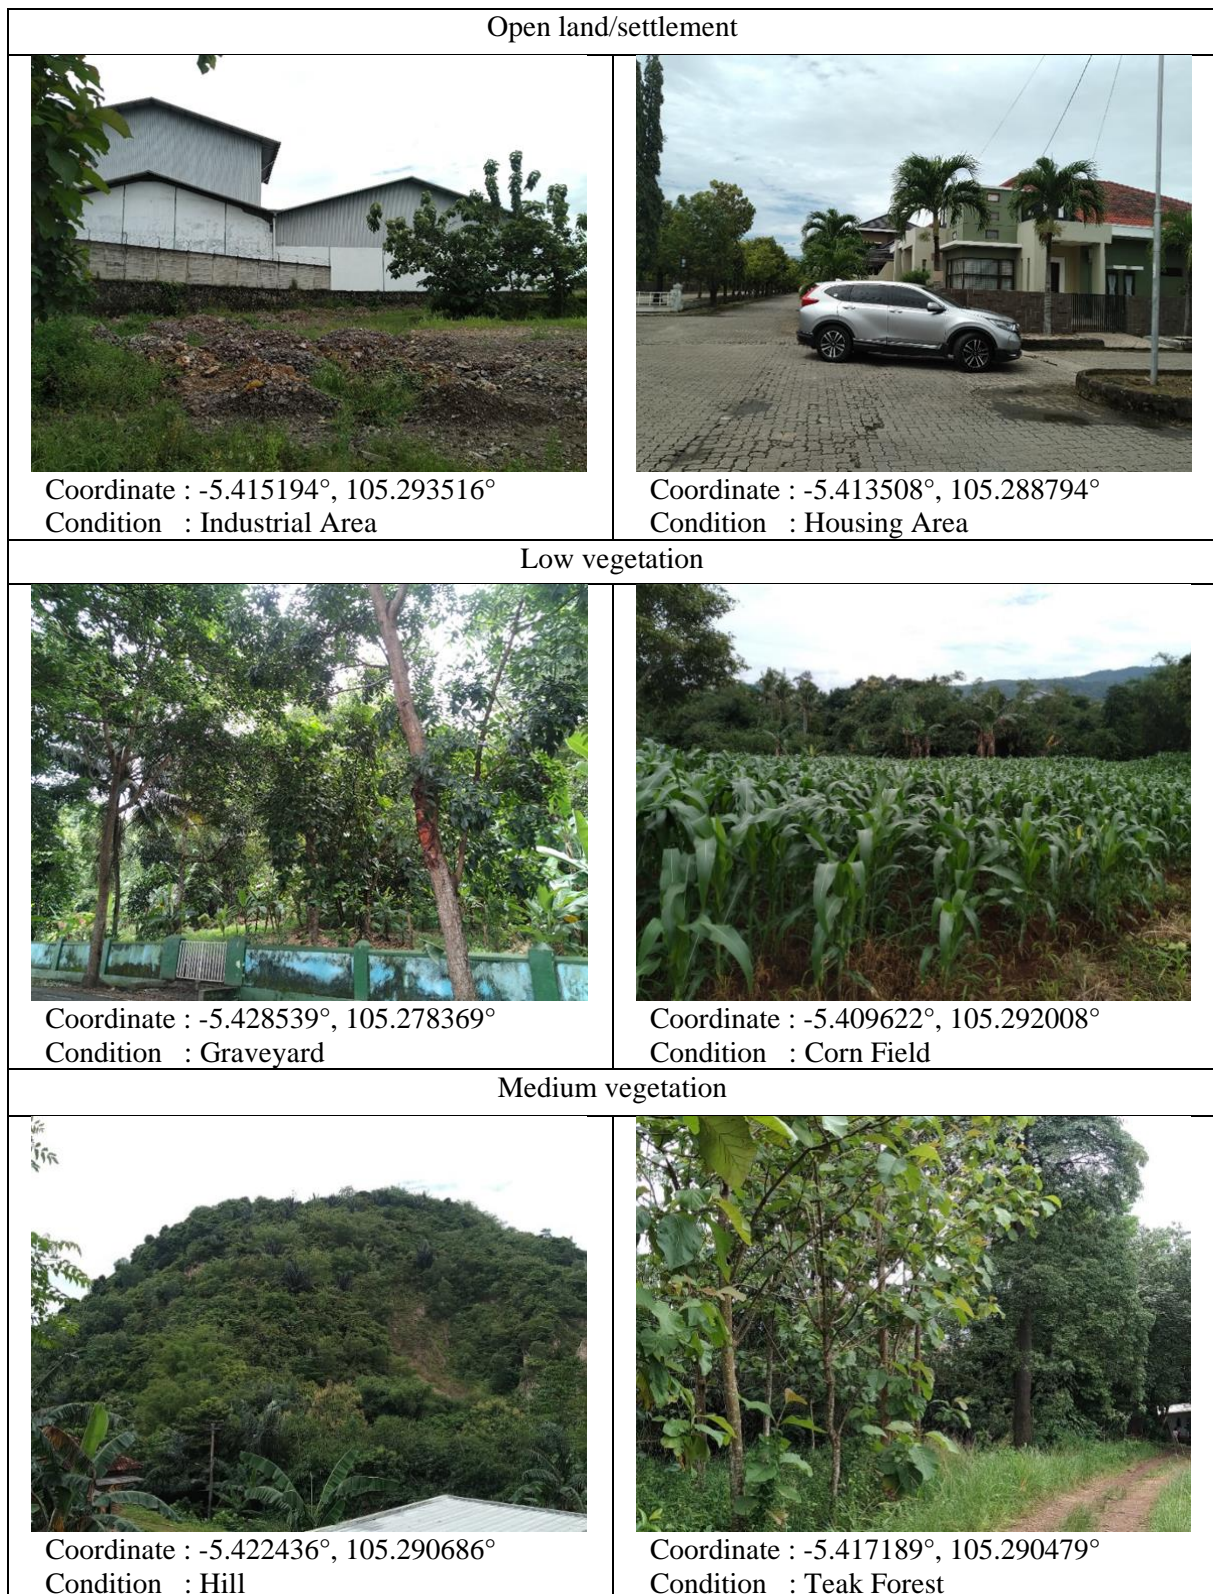 Open land/settlement
Coordinate : -5.415194°, 105.293516°
Condition : Industrial Area
Coordinate : -5.413508°, 105.288794°
Condition : Housing Area
Low vegetation
Coordinate : -5.428539°, 105.278369°
Condition : Graveyard
Coordinate : -5.409622°, 105.292008°
Condition : Corn Field
Medium vegetation
Coordinate : -5.422436°, 105.290686°
Condition : Hill
Coordinate : -5.417189°, 105.290479°
Condition : Teak Forest